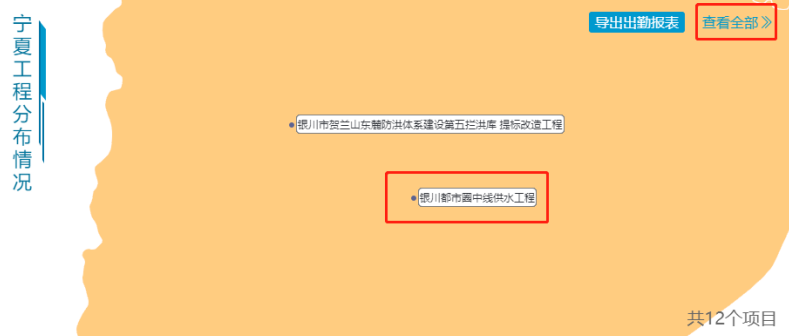 宁夏工程分布情况
导出出勤报表
查看全部
银川市贺兰山东麓防洪体系建设第五拦洪库 提标改造工程
银川都市圈中线供水工程
共12个项目